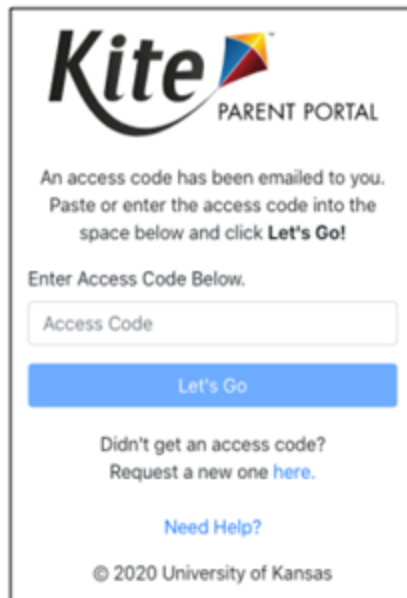 Kite™
PARENT PORTAL
An access code has been emailed to you.
Paste or enter the access code into the
space below and click Let's Go!
Enter Access Code Below.
Access Code
Let's Go
Didn't get an access code?
Request a new one here.
Need Help?
© 2020 University of Kansas